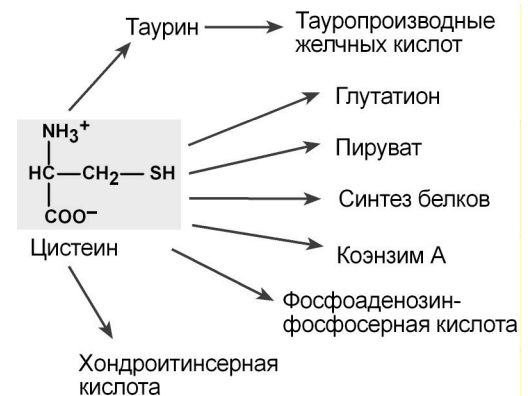 Таурин
Тауропроизводные
желчных кислот
Глутатион
NH₃⁺
Пируват
HC—CH₂—SH
Синтез белков
COO⁻
Цистеин
Коэнзим А
Фосфоаденозин-
фосфосерная кислота
Хондроитинсерная
кислота